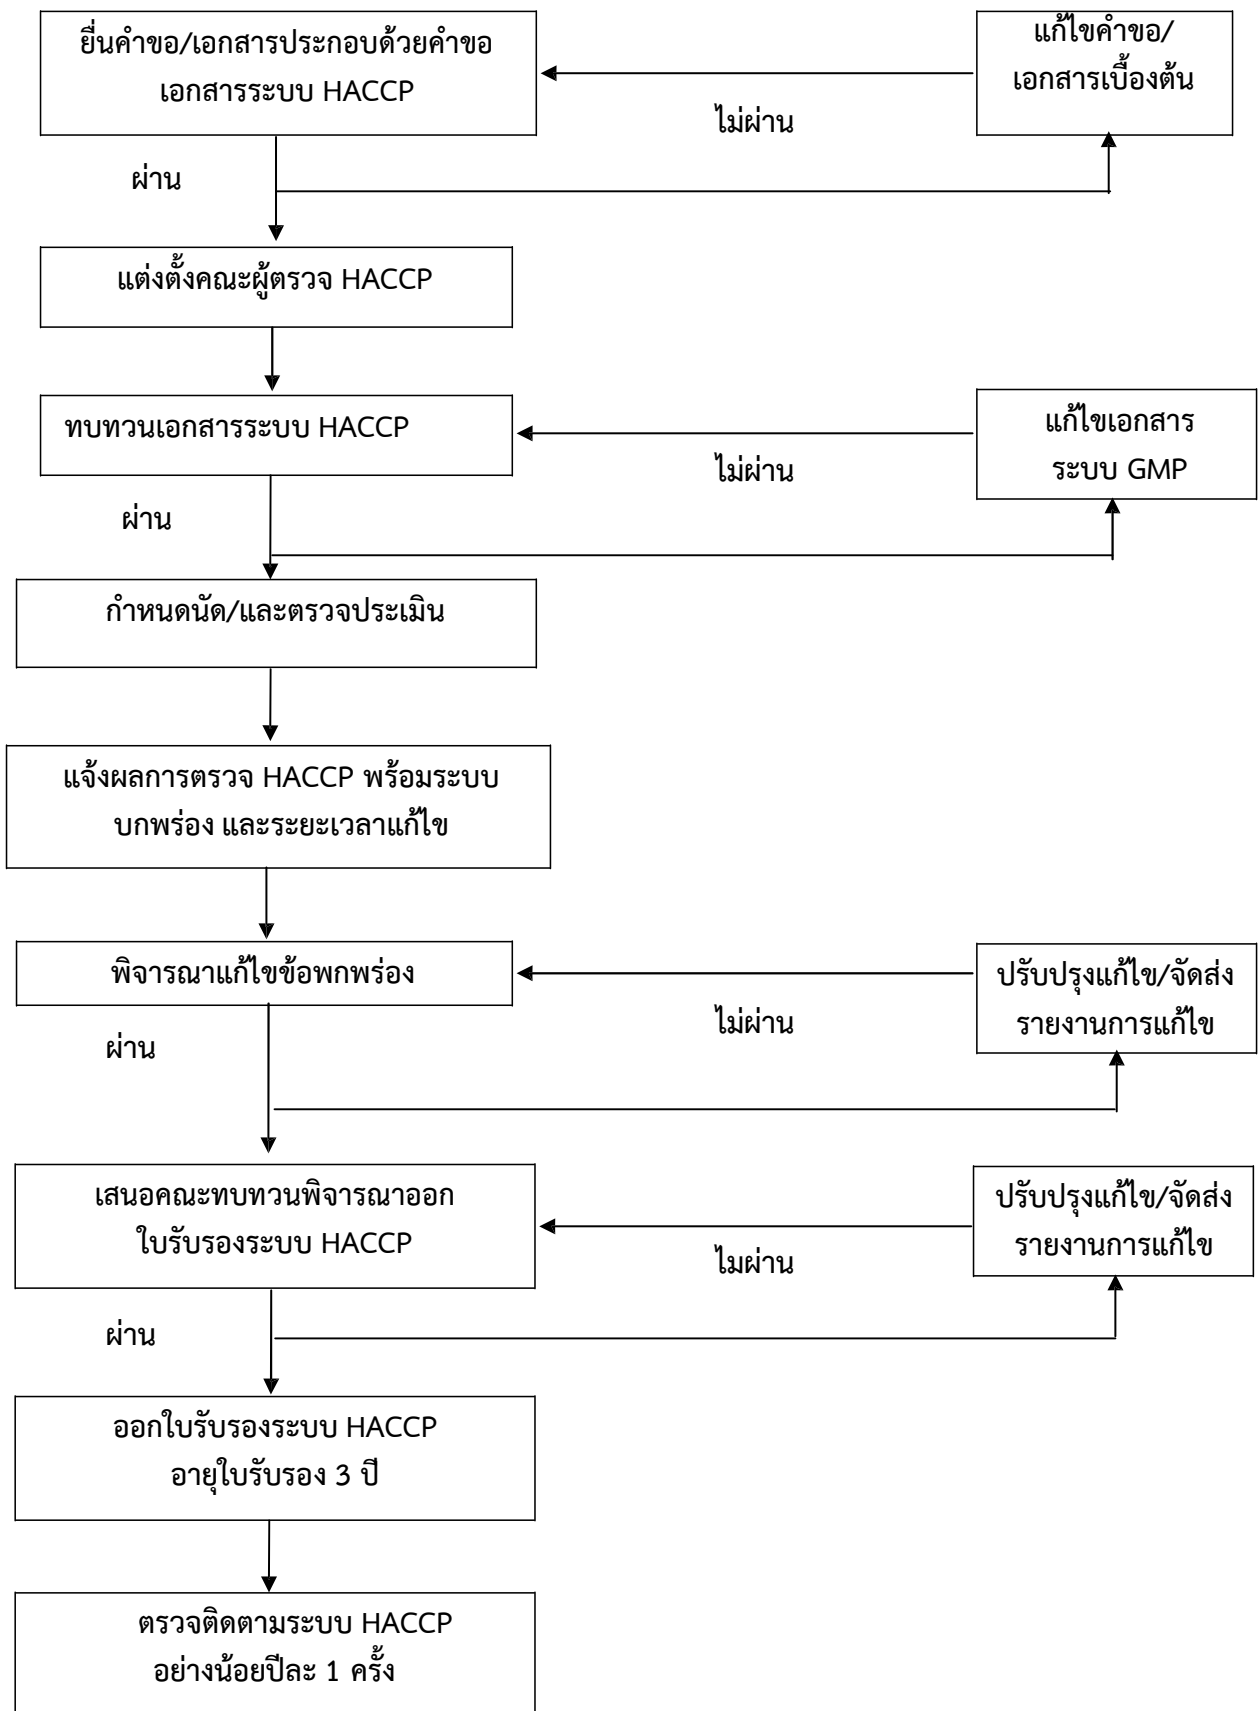 ยื่นคำขอ/เอกสารประกอบด้วยคำขอ
เอกสารระบบ HACCP
แก้ไขคำขอ/
เอกสารเบื้องต้น
ไม่ผ่าน
ผ่าน
แต่งตั้งคณะผู้ตรวจ HACCP
ทบทวนเอกสารระบบ HACCP
แก้ไขเอกสาร
ระบบ GMP
ไม่ผ่าน
ผ่าน
กำหนดนัด/และตรวจประเมิน
แจ้งผลการตรวจ HACCP พร้อมระบบ
บกพร่อง และระยะเวลาแก้ไข
พิจารณาแก้ไขข้อพกพร่อง
ปรับปรุงแก้ไข/จัดส่ง
รายงานการแก้ไข
ไม่ผ่าน
ผ่าน
เสนอคณะทบทวนพิจารณาออก
ใบรับรองระบบ HACCP
ปรับปรุงแก้ไข/จัดส่ง
รายงานการแก้ไข
ไมผ่าน
ผ่าน
ออกใบรับรองระบบ HACCP
อายุใบรับรอง 3 ปี
ตรวจติดตามระบบ HACCP
อย่างน้อยปีละ 1 ครั้ง